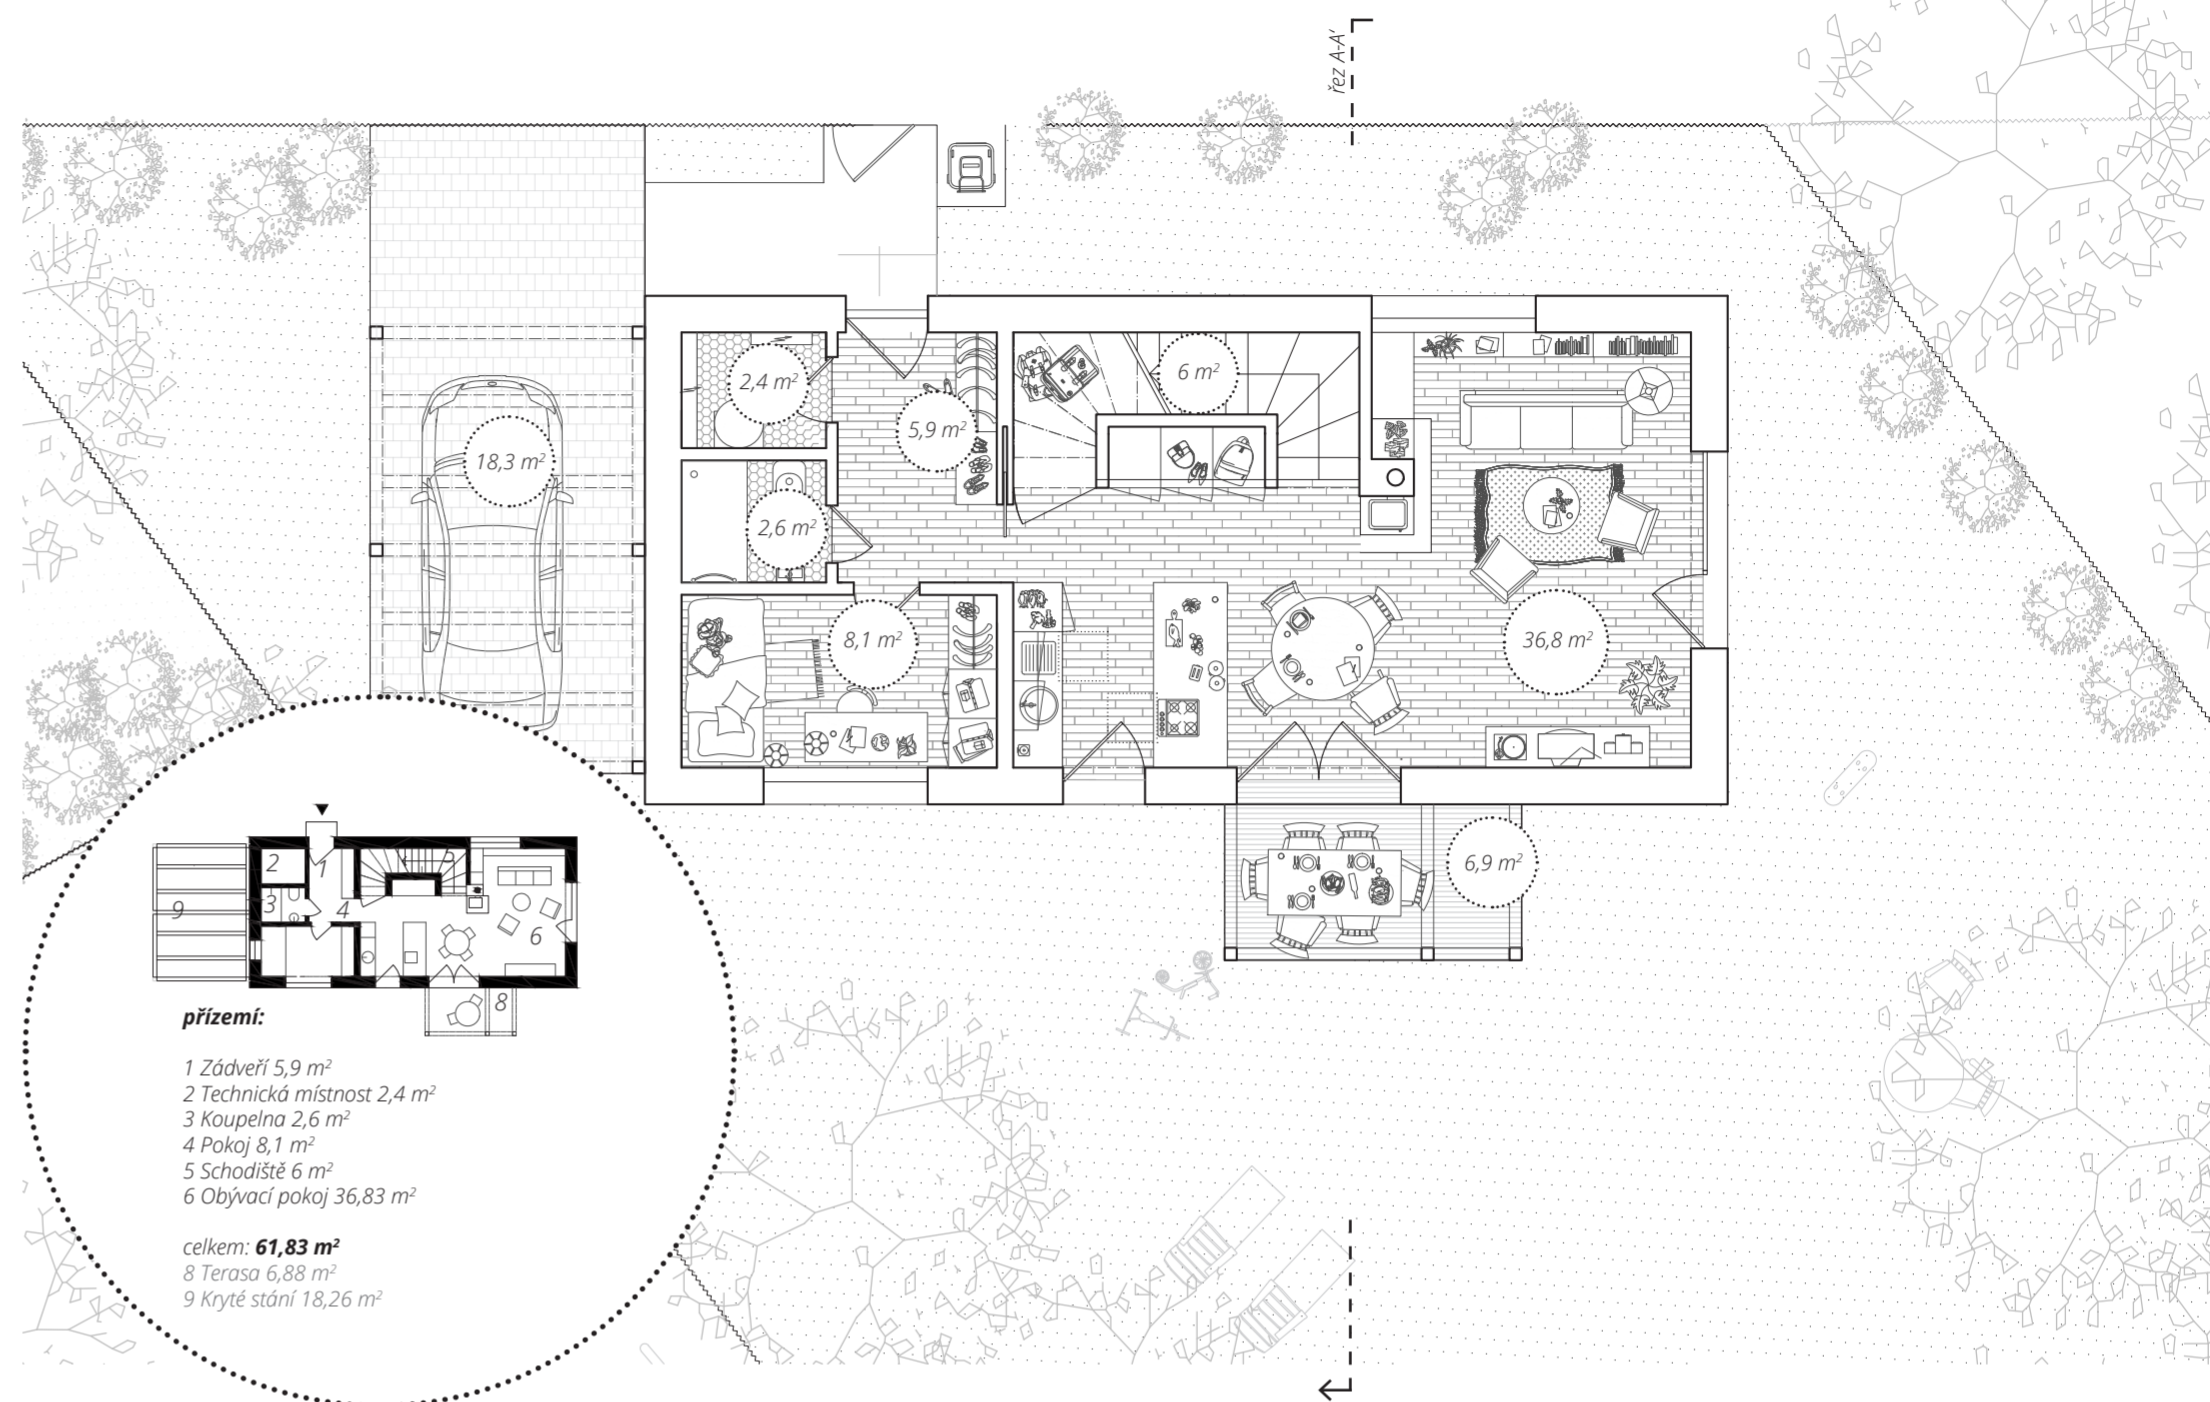 řez A-A'
2,4 m²
6 m²
5,9 m²
18,3 m²
2,6 m²
8,1 m²
36,8 m²
6,9 m²
2
1
5
3
4
9
6
8
přízemí:
1 Zádveří 5,9 m²
2 Technická místnost 2,4 m²
3 Koupelna 2,6 m²
4 Pokoj 8,1 m²
5 Schodiště 6 m²
6 Obývací pokoj 36,83 m²
celkem: 61,83 m²
8 Terasa 6,88 m²
9 Kryté stání 18,26 m²